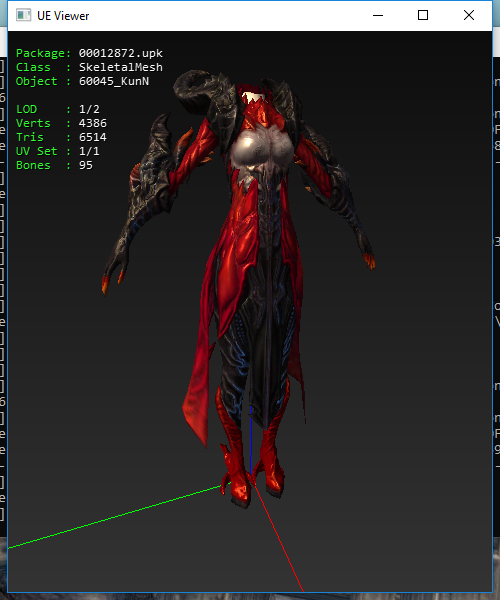 UE Viewer
Package: 00012872.upk
Class : SkeletalMesh
Object : 60045_KunN
LOD : 1/2
Verts : 4386
Tris : 6514
UV Set : 1/1
Bones : 95